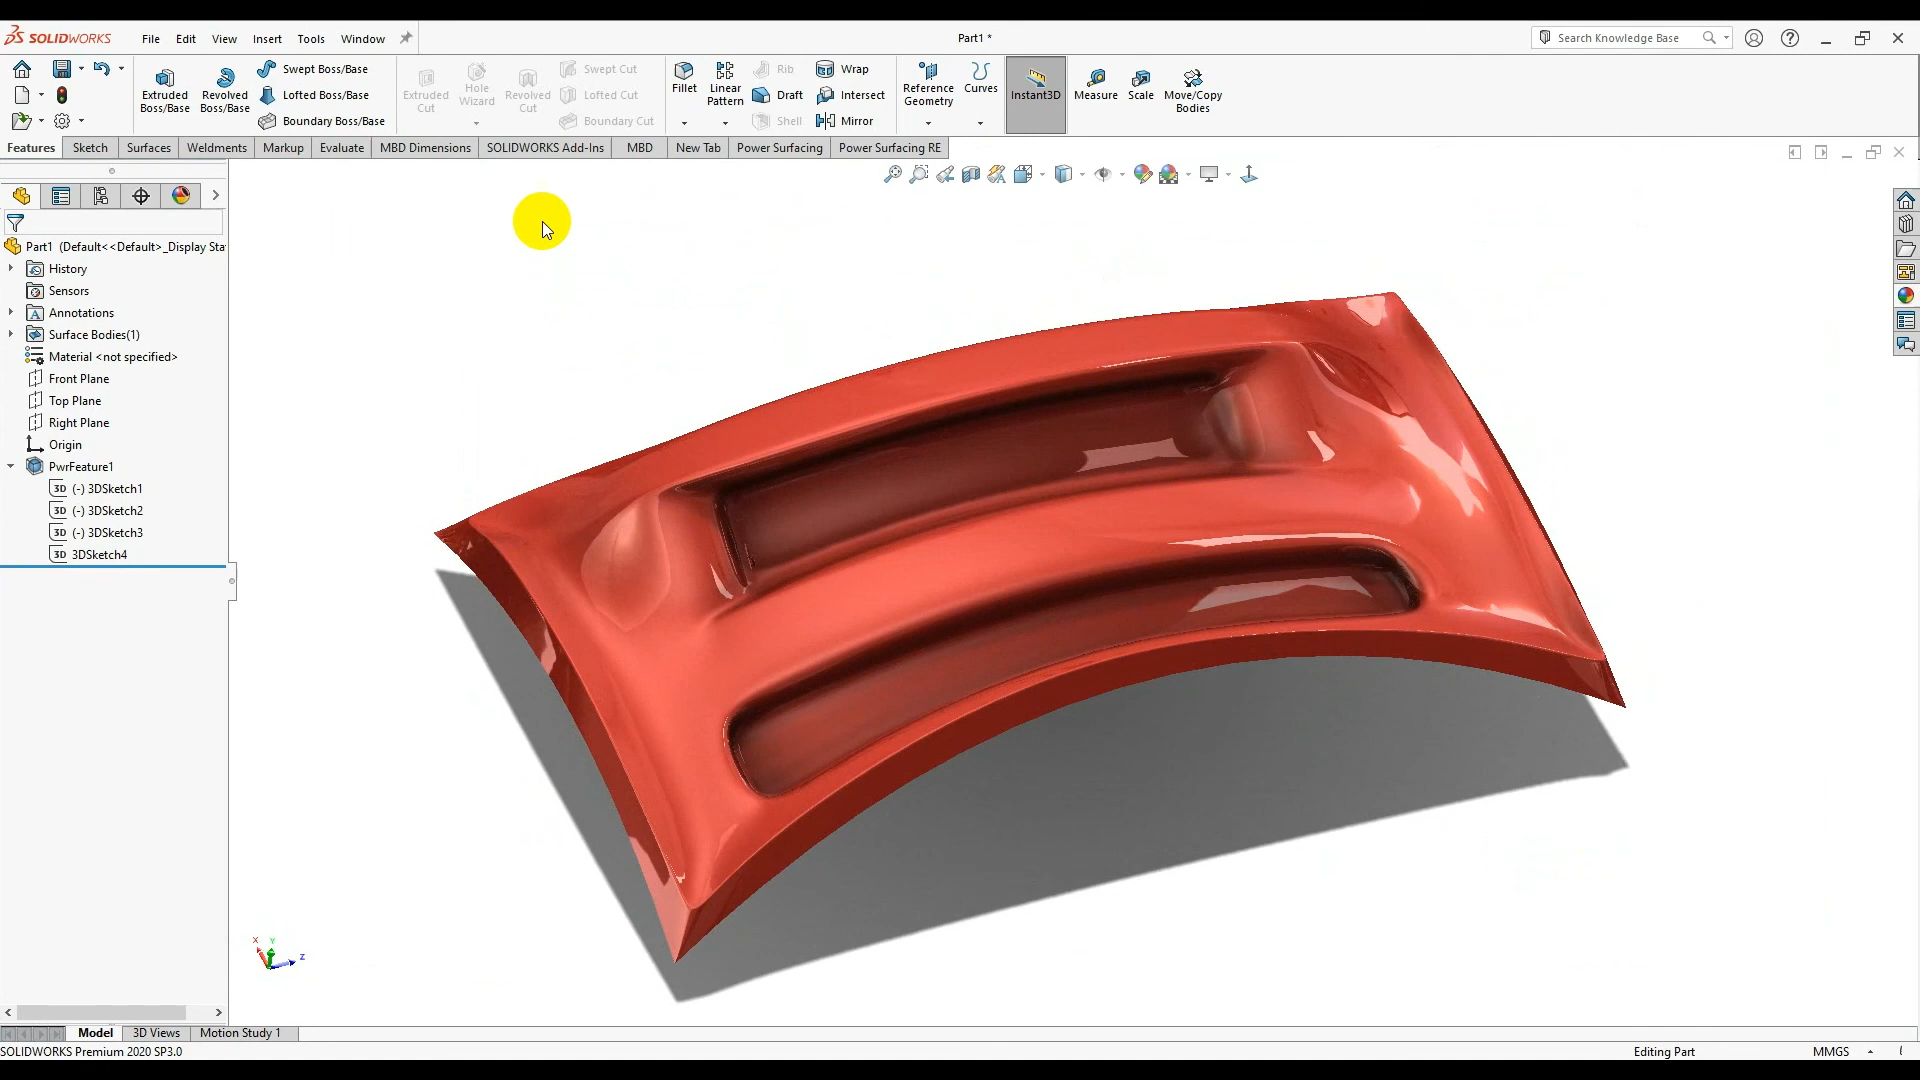 SOLIDWORKS File Edit View Insert Tools Window Part1 * Search Knowledge Base
Extruded Boss/Base
Revolved Boss/Base
Swept Boss/Base
Lofted Boss/Base
Boundary Boss/Base
Extruded Cut
Hole Wizard
Revolved Cut
Swept Cut
Lofted Cut
Boundary Cut
Fillet
Linear Pattern
Rib
Draft
Shell
Wrap
Intersect
Mirror
Reference Geometry
Curves
Instant3D
Measure
Scale
Move/Copy Bodies
Features Sketch Surfaces Weldments Markup Evaluate MBD Dimensions SOLIDWORKS Add-Ins MBD New Tab Power Surfacing Power Surfacing RE
Part1 (Default<<Default>_Display Sta
History
Sensors
Annotations
Surface Bodies(1)
Material <not specified>
Front Plane
Top Plane
Right Plane
Origin
PwrFeature1
3D (-) 3DSketch1
3D (-) 3DSketch2
3D (-) 3DSketch3
3D 3DSketch4
X Y Z
Model 3D Views Motion Study 1
SOLIDWORKS Premium 2020 SP3.0 Editing Part MMGS